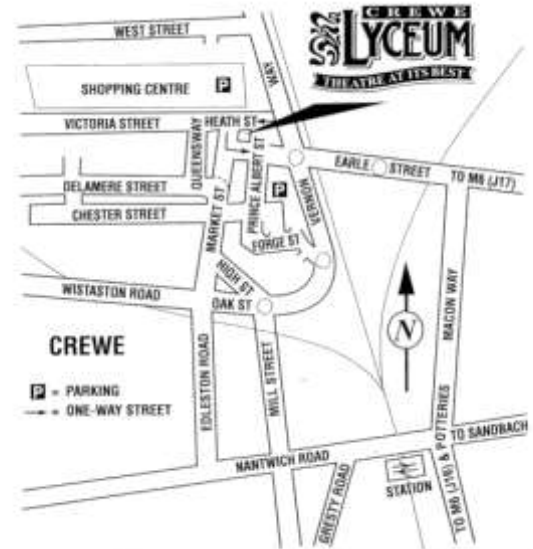 CREWE
LYCEUM
THEATRE AT ITS BEST
WEST STREET
WAY
SHOPPING CENTRE P
VICTORIA STREET
HEATH ST
QUEENSWAY
EARLE STREET
TO M6 (J17)
DELAMERE STREET
PRINCE ALBERT ST
P
VERNON
CHESTER STREET
MARKET ST
FORGE ST
HIGH ST
WISTASTON ROAD
OAK ST
MACON WAY
N
CREWE
P = PARKING
= ONE-WAY STREET
EDLESTON ROAD
MILL STREET
NANTWICH ROAD
TO SANDBACH
STATION
GRESTY ROAD
TO M6 (J16) & POTTERIES